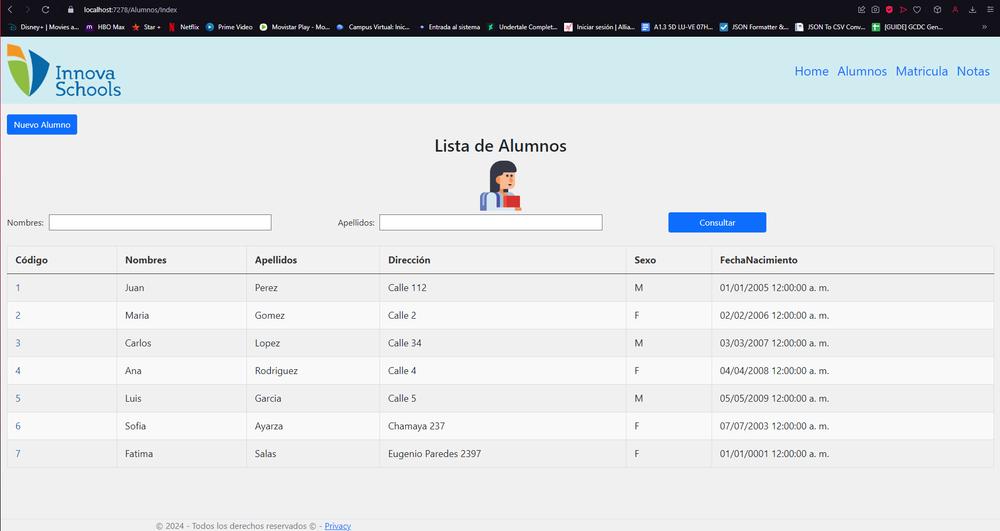 localhost:7278/Alumnos/Index
Disney+ | Movies a... HBO Max Star + Netflix Prime Video Movistar Play - Mo... Campus Virtual: Inic... Entrada al sistema Undertale Complet... af Iniciar sesión | Allia... A1.3 5D LU-VE 07H... JSON Formatter &... JSON To CSV Conv... [GUIDE] GCDC Gen... »
Innova
Schools
Home Alumnos Matricula Notas
Nuevo Alumno
Lista de Alumnos
Nombres: Apellidos: Consultar
Código Nombres Apellidos Dirección Sexo FechaNacimiento
1 Juan Perez Calle 112 M 01/01/2005 12:00:00 a. m.
2 Maria Gomez Calle 2 F 02/02/2006 12:00:00 a. m.
3 Carlos Lopez Calle 34 M 03/03/2007 12:00:00 a. m.
4 Ana Rodriguez Calle 4 F 04/04/2008 12:00:00 a. m.
5 Luis Garcia Calle 5 M 05/05/2009 12:00:00 a. m.
6 Sofia Ayarza Chamaya 237 F 07/07/2003 12:00:00 a. m.
7 Fatima Salas Eugenio Paredes 2397 F 01/01/0001 12:00:00 a. m.
© 2024 - Todos los derechos reservados © - Privacy